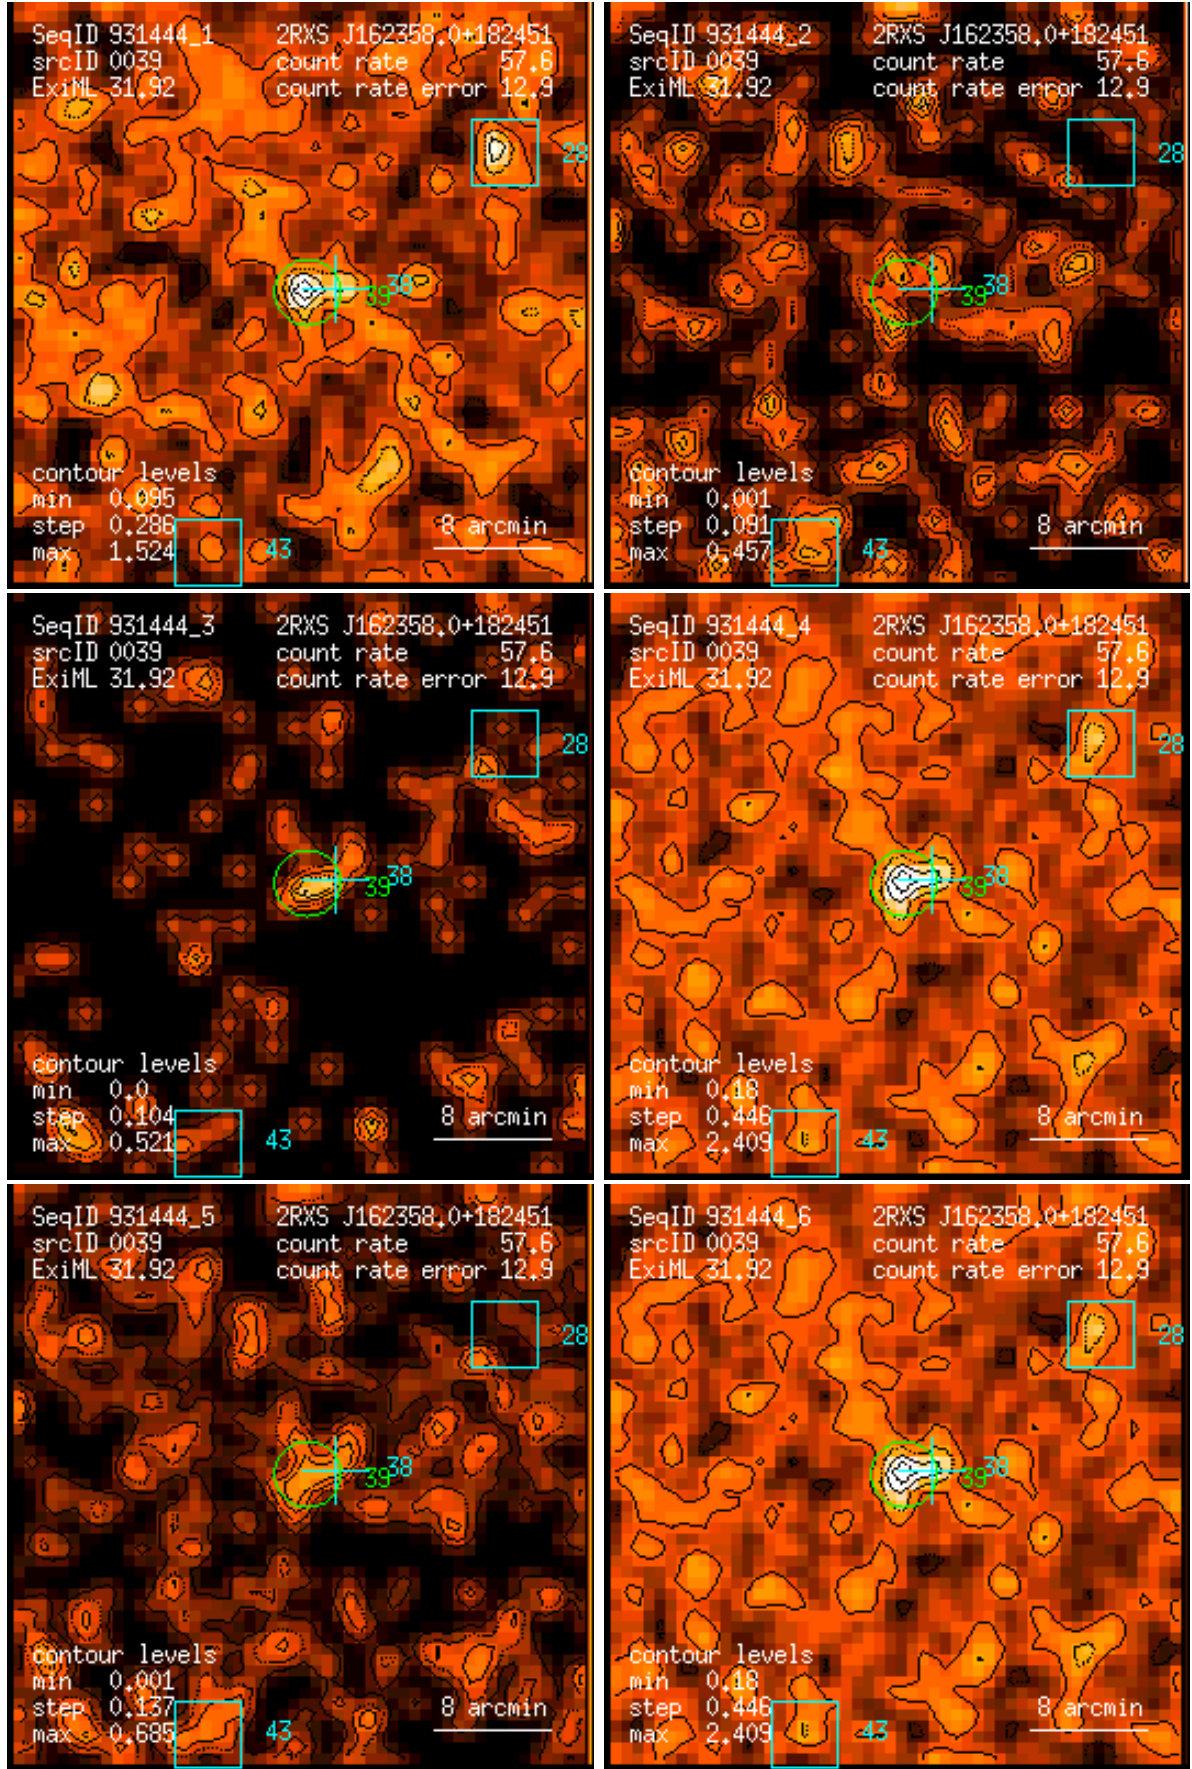 SeqID 931444_1 2RXS J162358.0+182451
srcID 0039 count rate 57.6
ExiML 31.92 count rate error 12.9
28
38
39
contour levels
min 0.095
step 0.286 8 arcmin
max 1.524 43
SeqID 931444_2 2RXS J162358.0+182451
srcID 0039 count rate 57.6
ExiML 31.92 count rate error 12.9
28
38
39
contour levels
min 0.001
step 0.091 8 arcmin
max 0.457 43
SeqID 931444_3 2RXS J162358.0+182451
srcID 0039 count rate 57.6
ExiML 31.92 count rate error 12.9
28
38
39
contour levels
min 0.0
step 0.104 8 arcmin
max 0.521 43
SeqID 931444_4 2RXS J162358.0+182451
srcID 0039 count rate 57.6
ExiML 31.92 count rate error 12.9
28
38
39
contour levels
min 0.18
step 0.446 8 arcmin
max 2.409 43
SeqID 931444_5 2RXS J162358.0+182451
srcID 0039 count rate 57.6
ExiML 31.92 count rate error 12.9
28
38
39
contour levels
min 0.001
step 0.137 8 arcmin
max 0.685 43
SeqID 931444_6 2RXS J162358.0+182451
srcID 0039 count rate 57.6
ExiML 31.92 count rate error 12.9
28
38
39
contour levels
min 0.18
step 0.446 8 arcmin
max 2.409 43